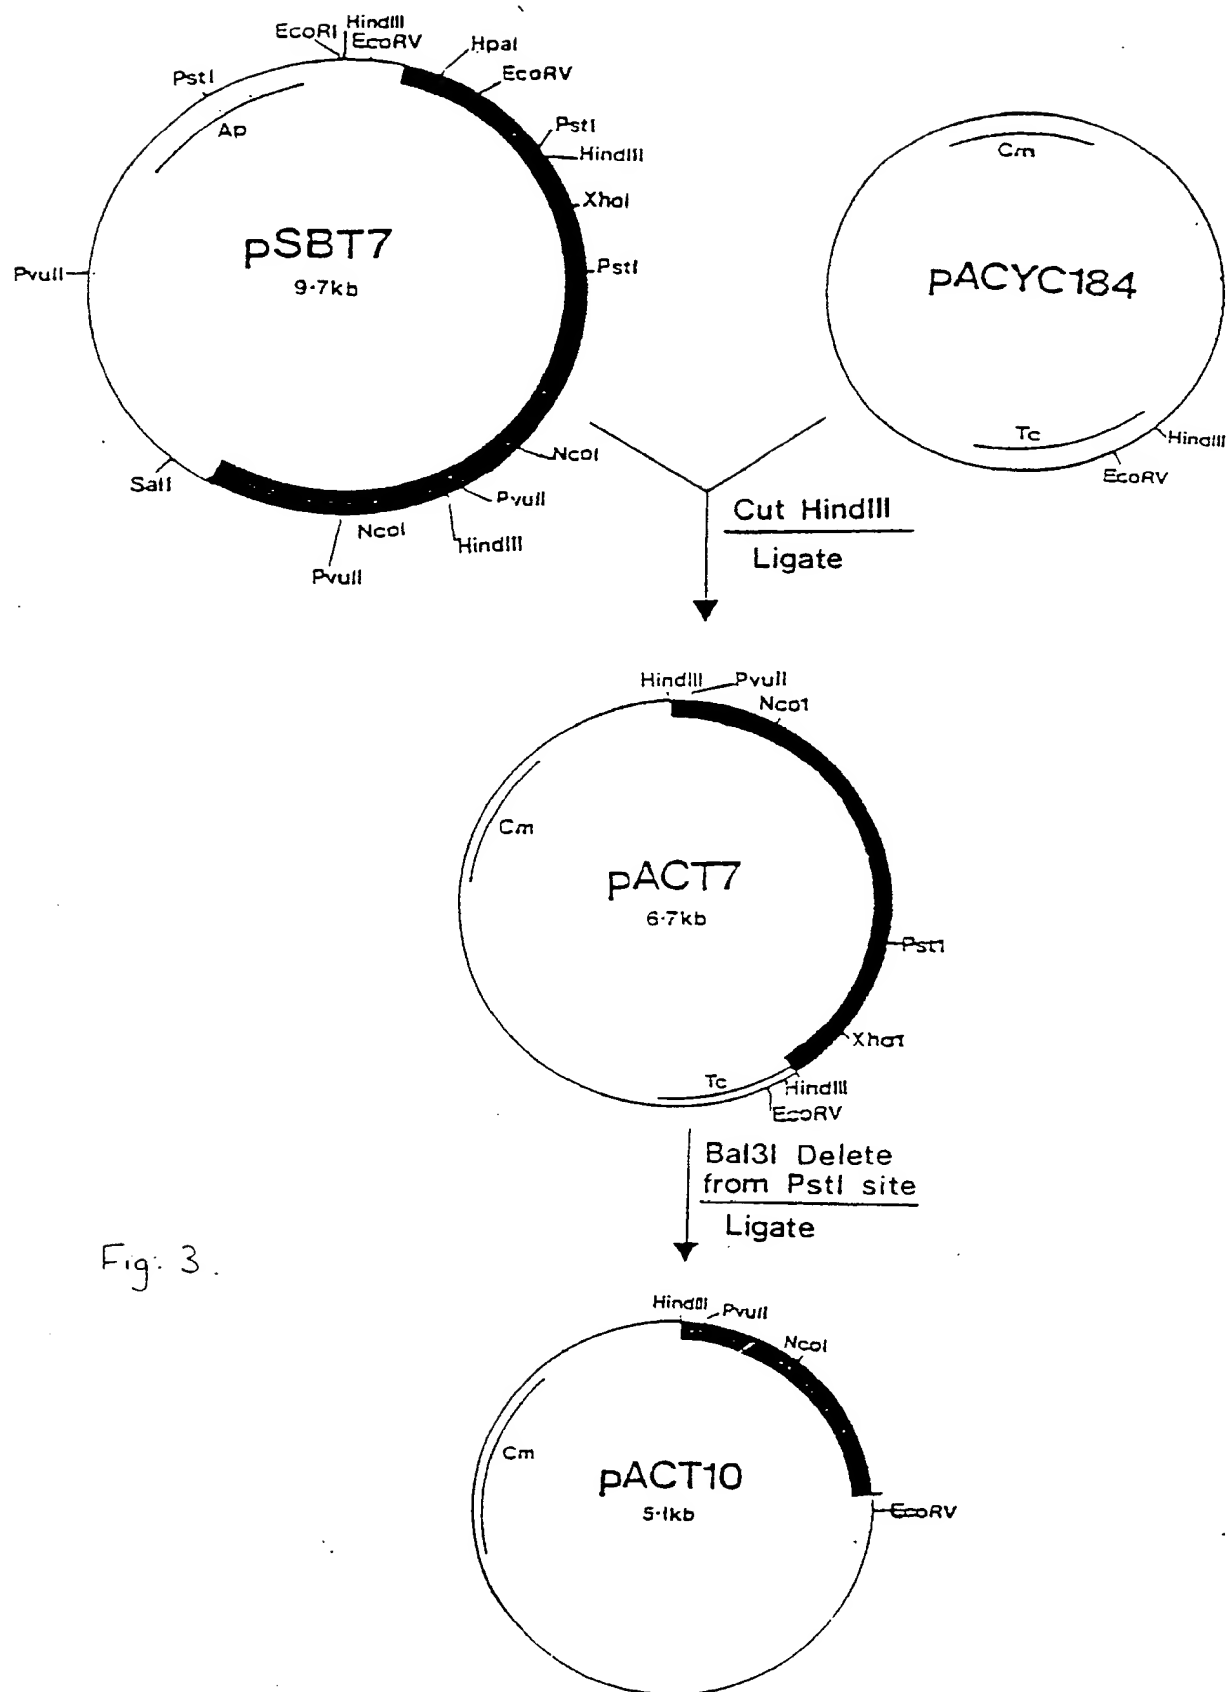 EcoRI
HindIII
EcoRV
HpaI
EcoRV
PstI
HindIII
XhoI
PstI
NcoI
PvuII
HindIII
NcoI
PvuII
SalI
PvuII
PstI
Ap
pSBT7
9·7kb
Cm
pACYC184
Tc
HindIII
EcoRV
Cut HindIII
Ligate
HindIII
PvuII
NcoI
Cm
pACT7
6·7kb
PstI
XhoI
Tc
HindIII
EcoRV
Bal31 Delete
from PstI site
Ligate
Fig: 3.
HindIII
PvuII
NcoI
Cm
pACT10
5·1kb
EcoRV